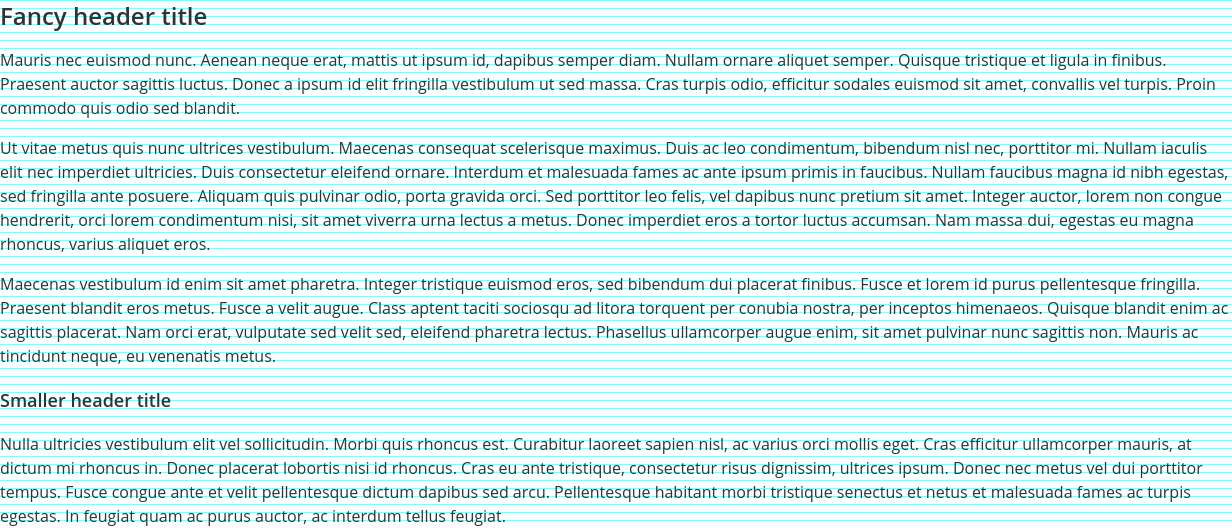 Fancy header title
Mauris nec euismod nunc. Aenean neque erat, mattis ut ipsum id, dapibus semper diam. Nullam ornare aliquet semper. Quisque tristique et ligula in finibus.
Praesent auctor sagittis luctus. Donec a ipsum id elit fringilla vestibulum ut sed massa. Cras turpis odio, efficitur sodales euismod sit amet, convallis vel turpis. Proin
commodo quis odio sed blandit.
Ut vitae metus quis nunc ultrices vestibulum. Maecenas consequat scelerisque maximus. Duis ac leo condimentum, bibendum nisl nec, porttitor mi. Nullam iaculis
elit nec imperdiet ultricies. Duis consectetur eleifend ornare. Interdum et malesuada fames ac ante ipsum primis in faucibus. Nullam faucibus magna id nibh egestas,
sed fringilla ante posuere. Aliquam quis pulvinar odio, porta gravida orci. Sed porttitor leo felis, vel dapibus nunc pretium sit amet. Integer auctor, lorem non congue
hendrerit, orci lorem condimentum nisi, sit amet viverra urna lectus a metus. Donec imperdiet eros a tortor luctus accumsan. Nam massa dui, egestas eu magna
rhoncus, varius aliquet eros.
Maecenas vestibulum id enim sit amet pharetra. Integer tristique euismod eros, sed bibendum dui placerat finibus. Fusce et lorem id purus pellentesque fringilla.
Praesent blandit eros metus. Fusce a velit augue. Class aptent taciti sociosqu ad litora torquent per conubia nostra, per inceptos himenaeos. Quisque blandit enim ac
sagittis placerat. Nam orci erat, vulputate sed velit sed, eleifend pharetra lectus. Phasellus ullamcorper augue enim, sit amet pulvinar nunc sagittis non. Mauris ac
tincidunt neque, eu venenatis metus.
Smaller header title
Nulla ultricies vestibulum elit vel sollicitudin. Morbi quis rhoncus est. Curabitur laoreet sapien nisl, ac varius orci mollis eget. Cras efficitur ullamcorper mauris, at
dictum mi rhoncus in. Donec placerat lobortis nisi id rhoncus. Cras eu ante tristique, consectetur risus dignissim, ultrices ipsum. Donec nec metus vel dui porttitor
tempus. Fusce congue ante et velit pellentesque dictum dapibus sed arcu. Pellentesque habitant morbi tristique senectus et netus et malesuada fames ac turpis
egestas. In feugiat quam ac purus auctor, ac interdum tellus feugiat.